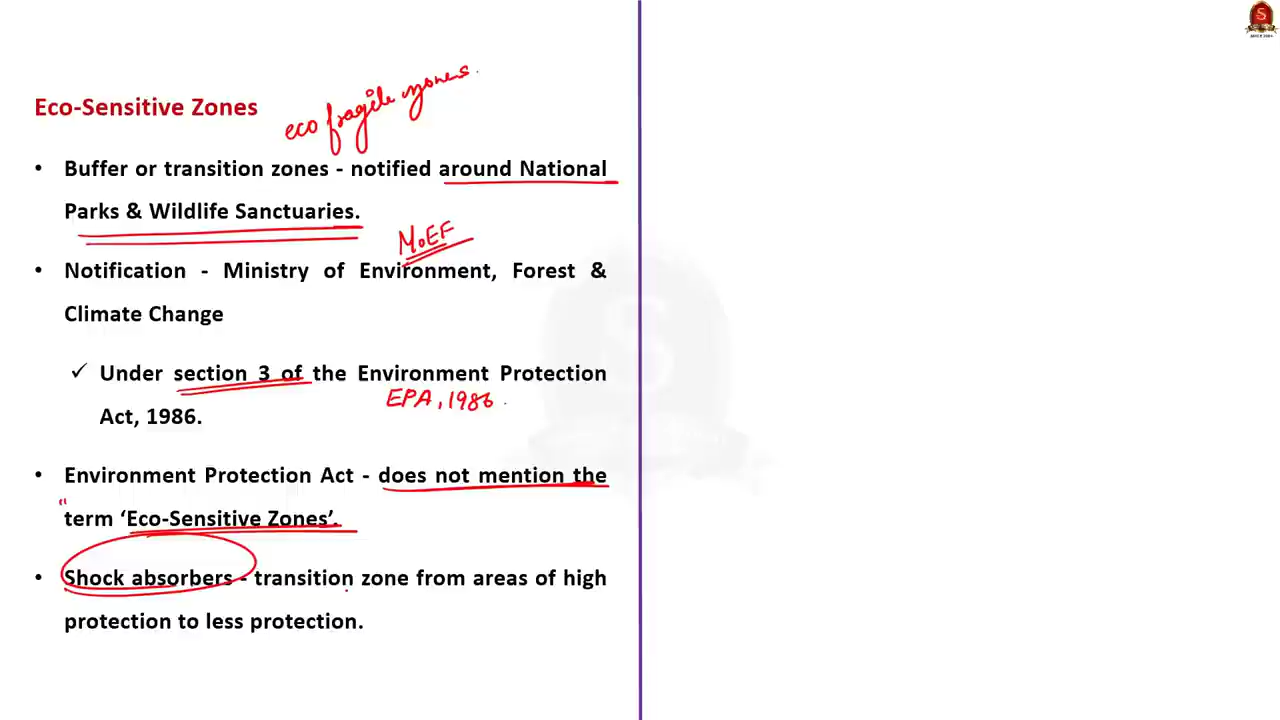 eco fragile zones.
Eco-Sensitive Zones
• Buffer or transition zones - notified around National
Parks & Wildlife Sanctuaries.
MoEF
• Notification - Ministry of Environment, Forest &
Climate Change
✓ Under section 3 of the Environment Protection
EPA, 1986.
Act, 1986.
• Environment Protection Act - does not mention the
"term ‘Eco-Sensitive Zones’.
• Shock absorbers - transition zone from areas of high
protection to less protection.
S